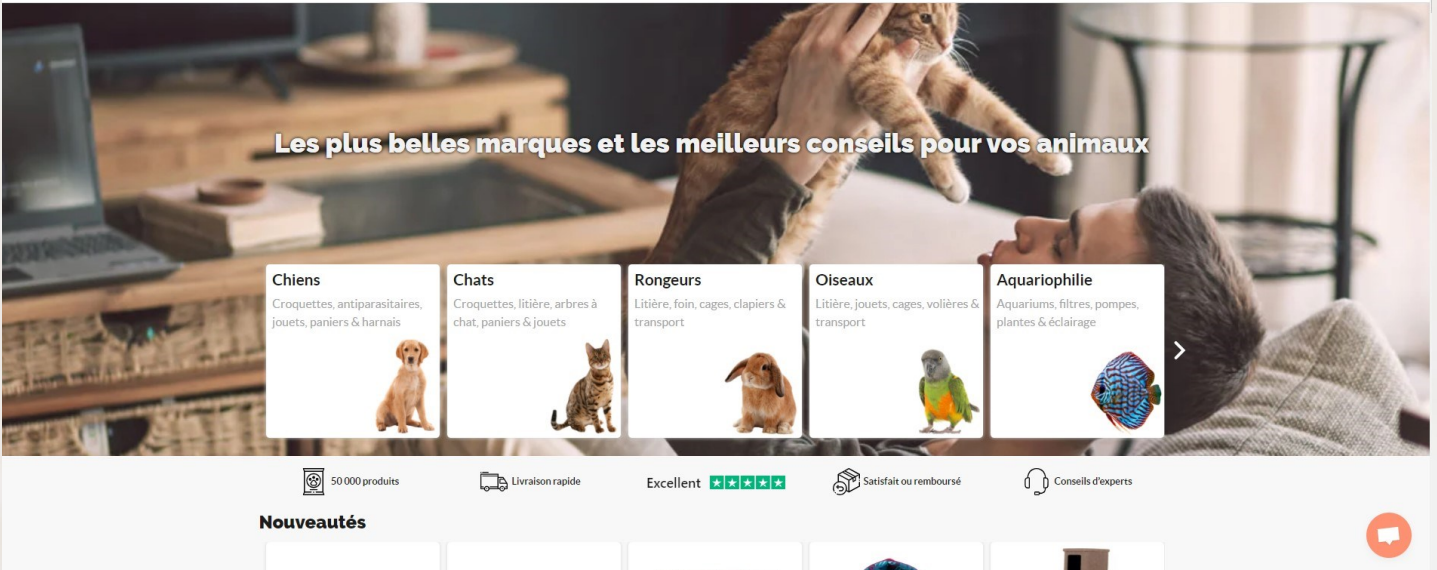 Les plus belles marques et les meilleurs conseils pour vos animaux
Chiens
Croquettes, antiparasitaires,
jouets, paniers & harnais
Chats
Croquettes, litière, arbres à
chat, paniers & jouets
Rongeurs
Litière, foin, cages, clapiers &
transport
Oiseaux
Litière, jouets, cages, volières &
transport
Aquariophilie
Aquariums, filtres, pompes,
plantes & éclairage
50 000 produits
Livraison rapide
Excellent
Satisfait ou remboursé
Conseils d'experts
Nouveautés